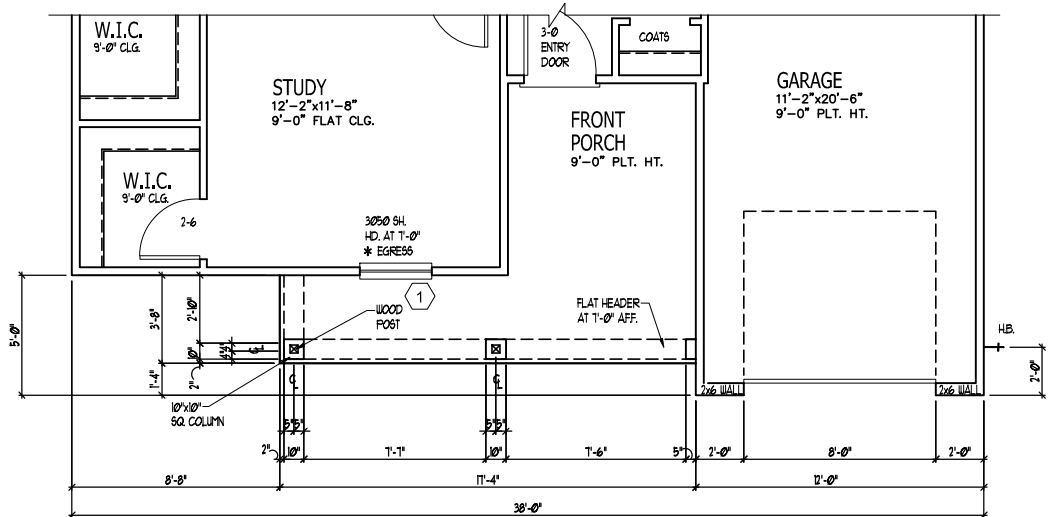 W.I.C.
9'-0" CLG.
STUDY
12'-2"x11'-8"
9'-0" FLAT CLG.
3-0
ENTRY
DOOR
COATS
GARAGE
11'-2"x20'-6"
9'-0" PLT. HT.
FRONT
PORCH
9'-0" PLT. HT.
W.I.C.
9'-0" CLG.
2-6
3050 SH.
HD. AT 7'-0"
* EGRESS
1
WOOD
POST
FLAT HEADER
AT 7'-0" AFF.
H.B.
5'-0"
3'-8"
2'-10"
4"
4"
10"
CL
1'-4"
2"
2'-0"
10"x10"
SQ. COLUMN
CL
CL
2x6 WALL
2x6 WALL
5"
5"
5"
5"
2"
10"
7'-7"
10"
7'-6"
5"
2'-0"
8'-0"
2'-0"
8'-8"
17'-4"
12'-0"
38'-0"